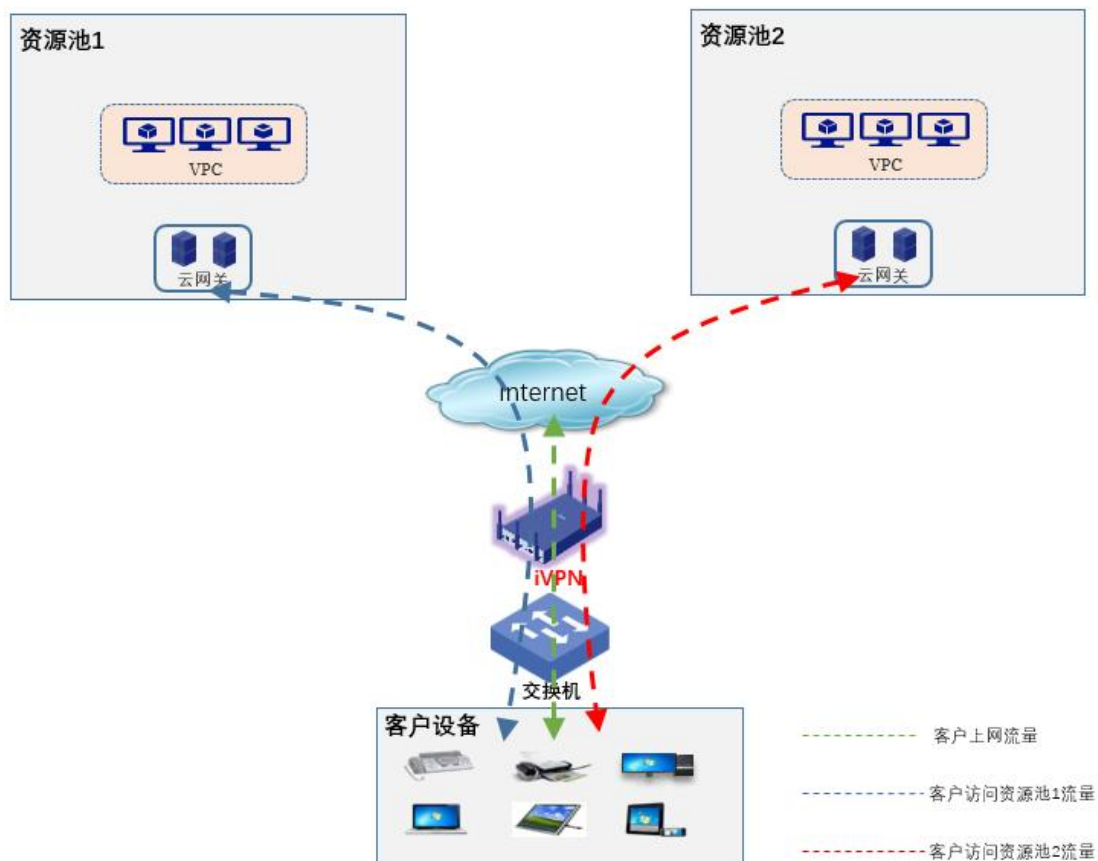 资源池1
资源池2
VPC
VPC
云网关
云网关
internet
iVPN
交换机
客户设备
客户上网流量
客户访问资源池1流量
客户访问资源池2流量